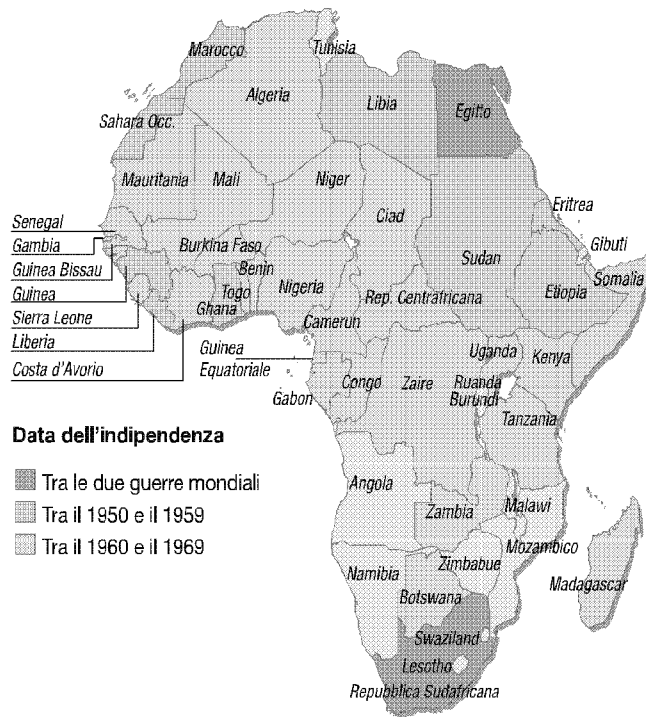 Marocco
Tunisia
Algeria
Libia
Egitto
Sahara Occ.
Mauritania
Mali
Niger
Ciad
Sudan
Eritrea
Gibuti
Somalia
Etiopia
Senegal
Gambia
Guinea Bissau
Guinea
Sierra Leone
Liberia
Costa d'Avorio
Burkina Faso
Benin
Togo
Ghana
Nigeria
Rep. Centrafricana
Camerun
Guinea
Equatoriale
Gabon
Congo
Zaire
Uganda
Kenya
Ruanda
Burundi
Tanzania
Data dell'indipendenza
Tra le due guerre mondiali
Tra il 1950 e il 1959
Tra il 1960 e il 1969
Angola
Zambia
Malawi
Mozambico
Zimbabue
Namibia
Botswana
Madagascar
Swaziland
Lesotho
Repubblica Sudafricana